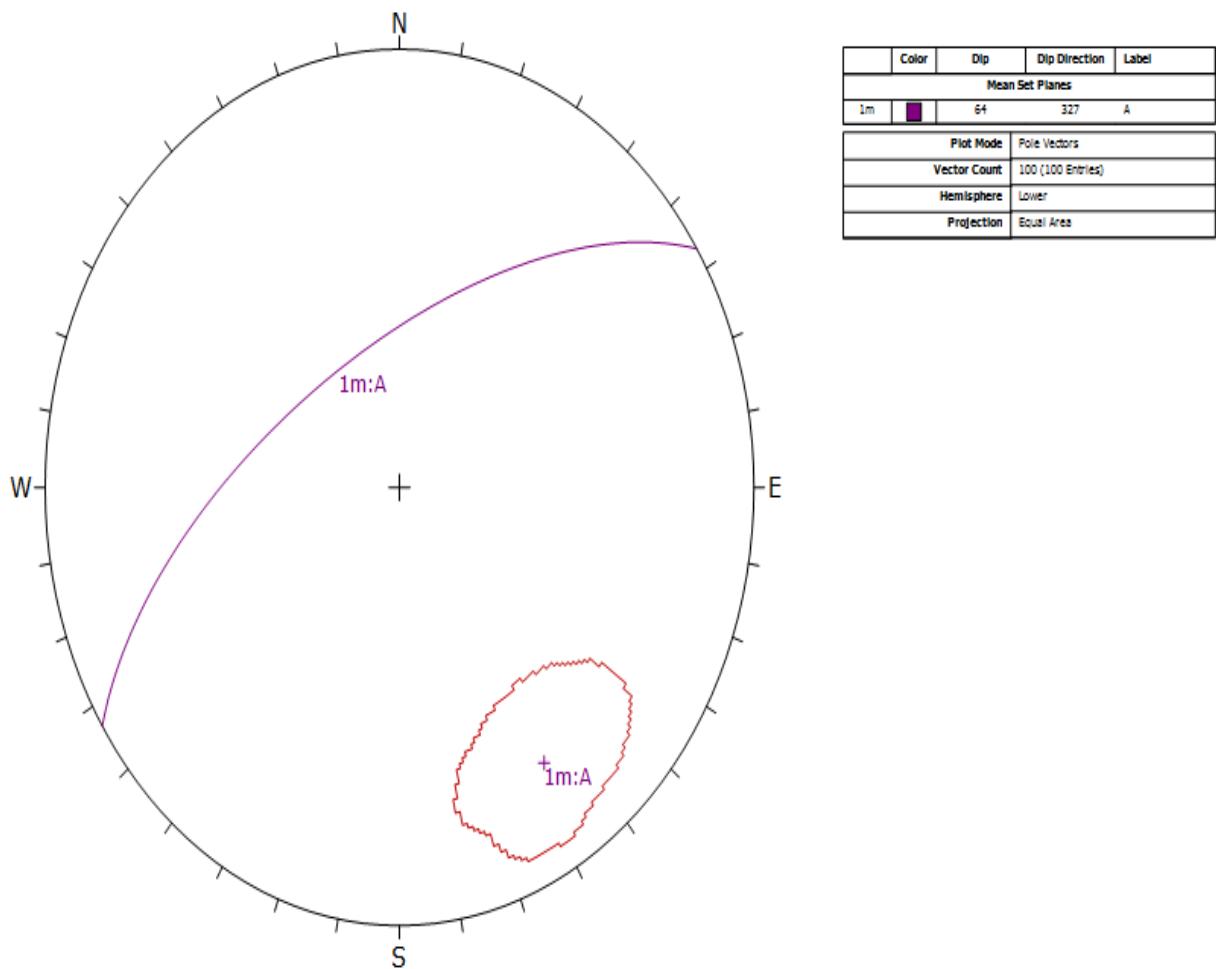 N
Color Dip Dip Direction Label
Mean Set Planes
1m 64 327 A
Plot Mode Pole Vectors
Vector Count 100 (100 Entries)
Hemisphere Lower
Projection Equal Area
1m:A
W E
1m:A
S